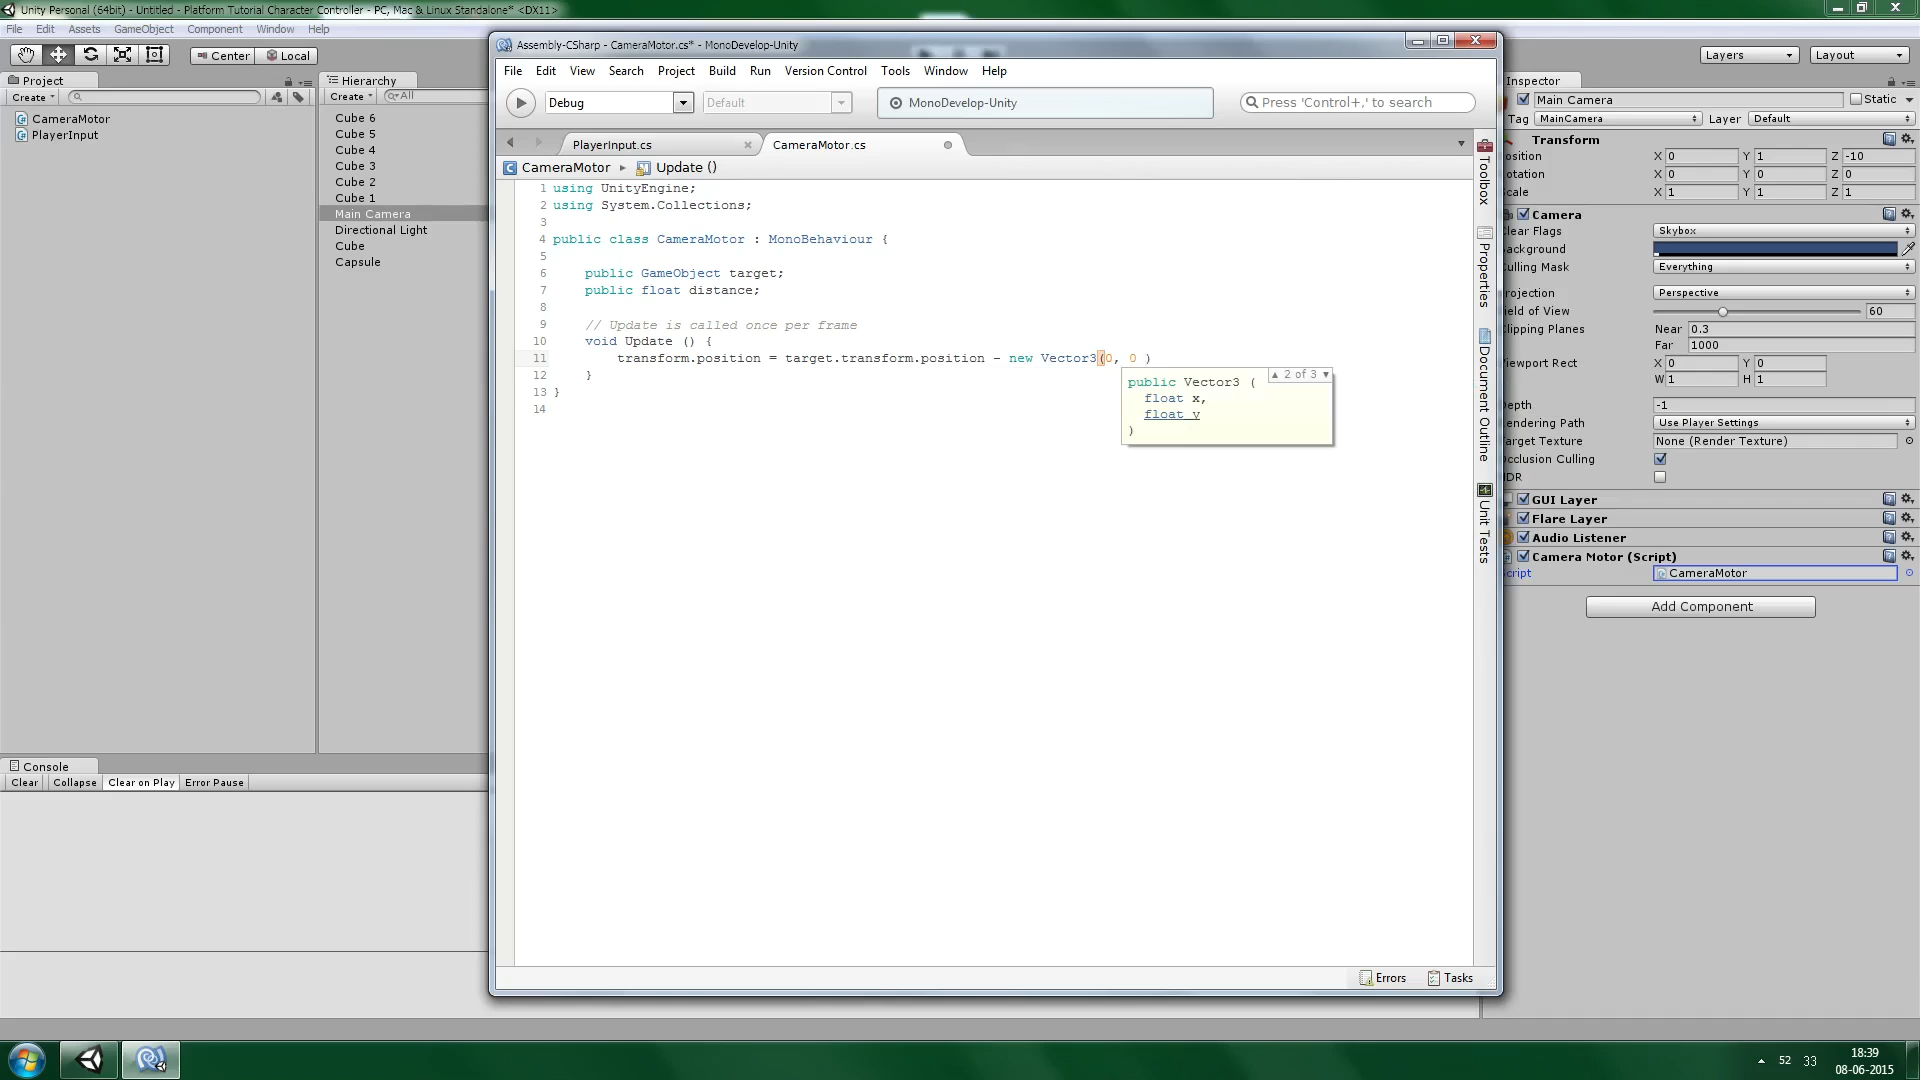 Unity Personal (64bit) - Untitled - Platform Tutorial Character Controller - PC, Mac & Linux Standalone* <DX11>
File Edit Assets GameObject Component Window Help
Center Local
Layers Layout
Project
Create
CameraMotor
PlayerInput
Hierarchy
Create All
Cube 6
Cube 5
Cube 4
Cube 3
Cube 2
Cube 1
Main Camera
Directional Light
Cube
Capsule
Console
Clear Collapse Clear on Play Error Pause
Assembly-CSharp - CameraMotor.cs* - MonoDevelop-Unity
File Edit View Search Project Build Run Version Control Tools Window Help
Debug Default MonoDevelop-Unity Press 'Control+,' to search
PlayerInput.cs CameraMotor.cs
CameraMotor Update ()
1 using UnityEngine;
2 using System.Collections;
3
4 public class CameraMotor : MonoBehaviour {
5
6 public GameObject target;
7 public float distance;
8
9 // Update is called once per frame
10 void Update () {
11 transform.position = target.transform.position - new Vector3(0, 0 )
12 }
13 }
14
2 of 3
public Vector3 (
float x,
float y
)
Toolbox
Properties
Document Outline
Unit Tests
Errors Tasks
Inspector
Main Camera Static
Tag MainCamera Layer Default
Transform
osition X 0 Y 1 Z -10
otation X 0 Y 0 Z 0
cale X 1 Y 1 Z 1
Camera
lear Flags Skybox
ackground
ulling Mask Everything
rojection Perspective
ield of View 60
lipping Planes Near 0.3
Far 1000
iewport Rect X 0 Y 0
W 1 H 1
epth -1
endering Path Use Player Settings
arget Texture None (Render Texture)
cclusion Culling
DR
GUI Layer
Flare Layer
Audio Listener
Camera Motor (Script)
cript CameraMotor
Add Component
52 33 18:39
08-06-2015